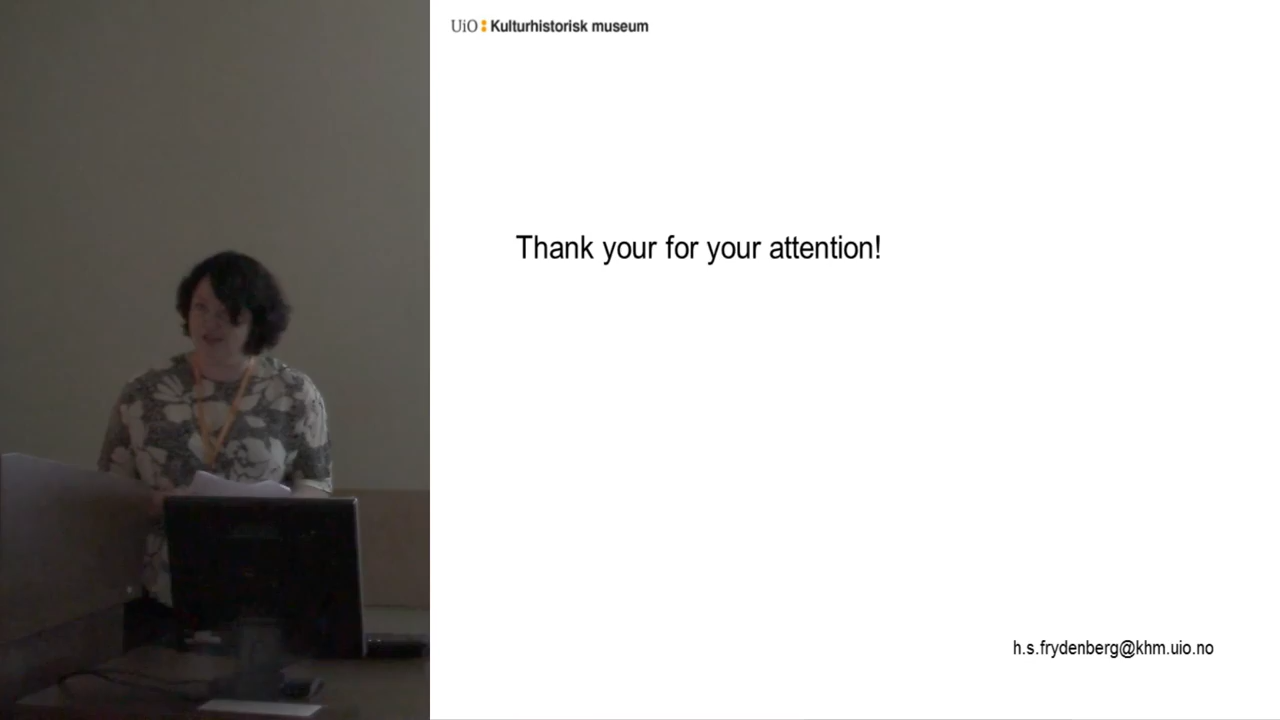 UiO : Kulturhistorisk museum
Thank your for your attention!
h.s.frydenberg@khm.uio.no